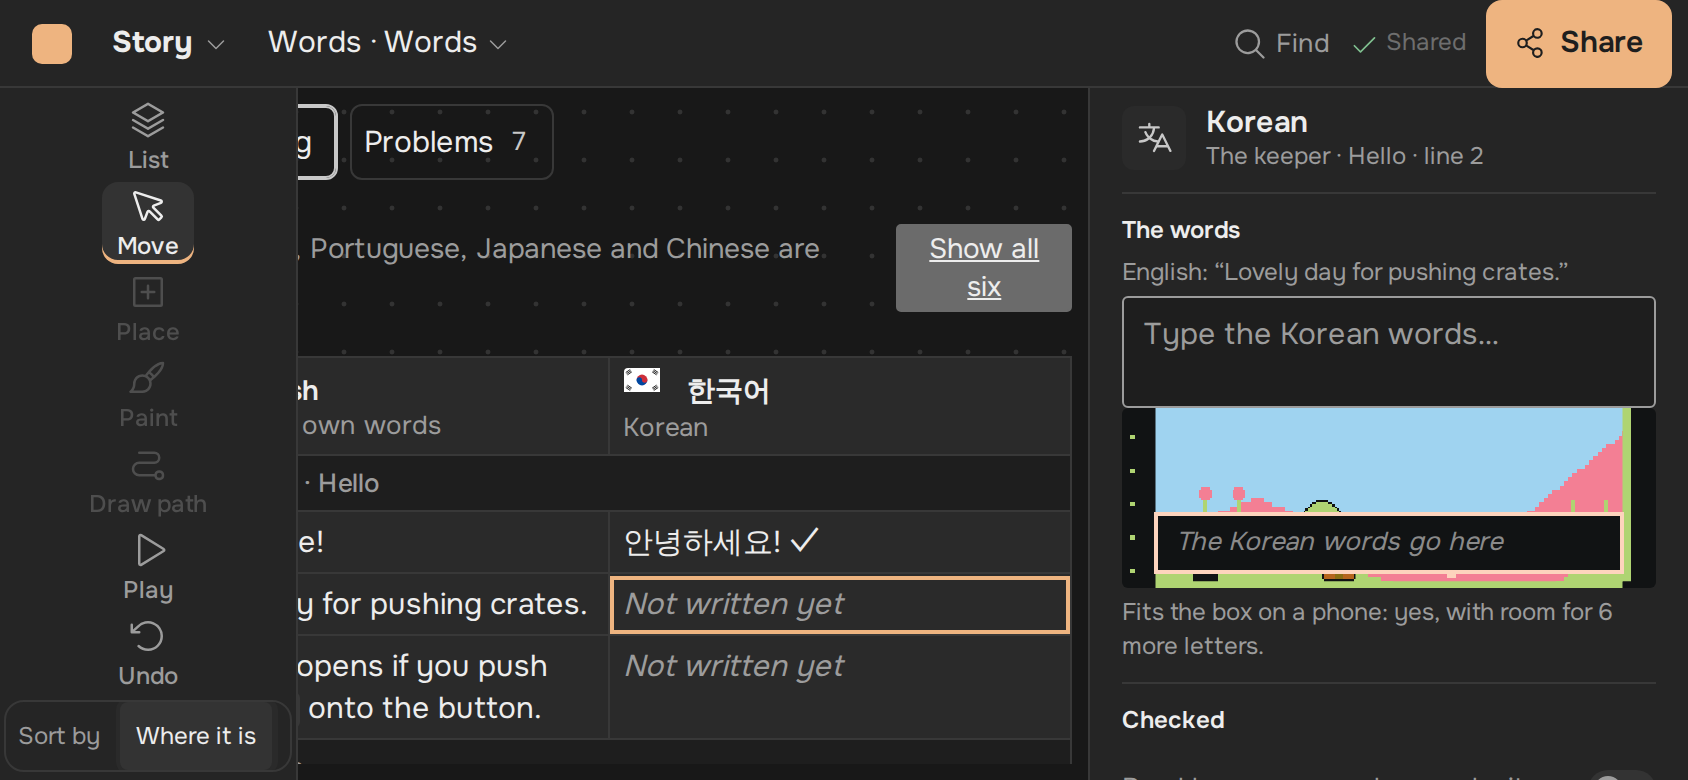 Story
Words · Words
Find
Shared
Share
List
Move
Place
Paint
Draw path
Play
Undo
Sort by
Where it is
g
Problems 7
, Portuguese, Japanese and Chinese are
Show all
six
sh
own words
한국어
Korean
· Hello
e!
안녕하세요! ✓
y for pushing crates.
Not written yet
opens if you push
onto the button.
Not written yet
Korean
The keeper · Hello · line 2
The words
English: “Lovely day for pushing crates.”
Type the Korean words...
The Korean words go here
Fits the box on a phone: yes, with room for 6
more letters.
Checked